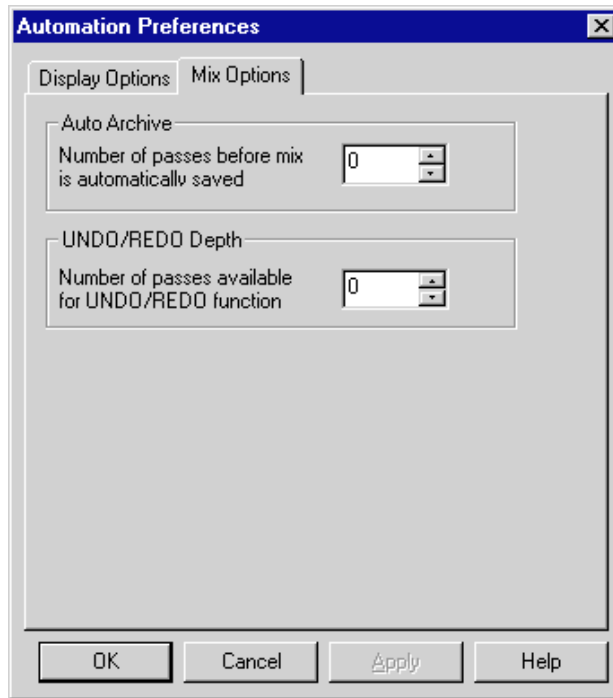 Automation Preferences
Display Options
Mix Options
Auto Archive
Number of passes before mix
is automatically saved
0
UNDO/REDO Depth
Number of passes available
for UNDO/REDO function
0
OK
Cancel
Apply
Help